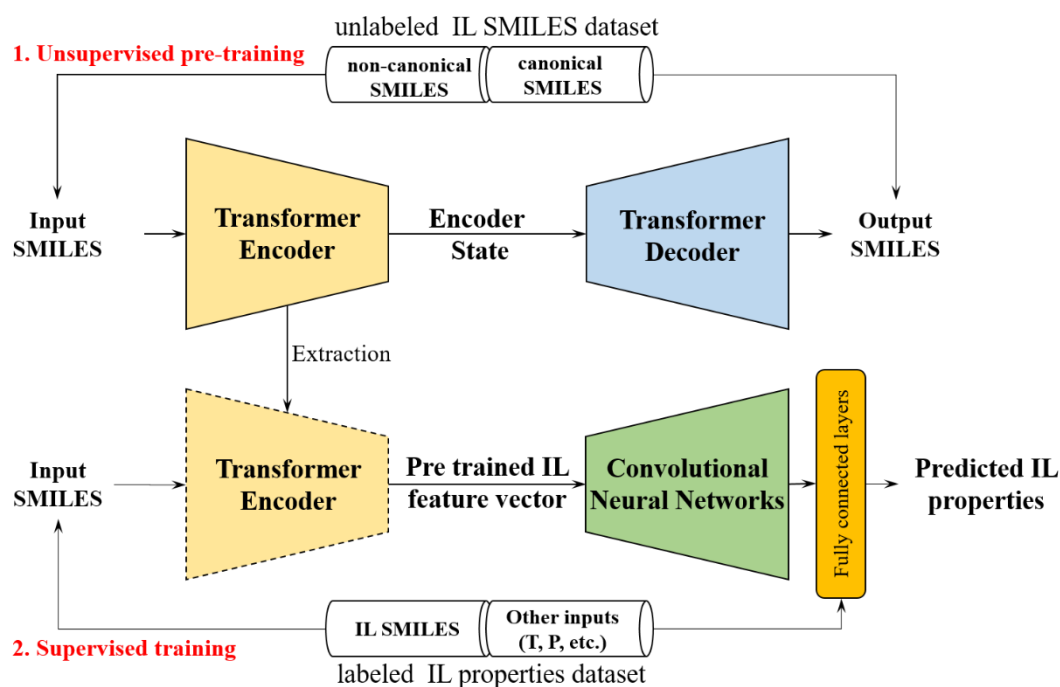 unlabeled IL SMILES dataset
1. Unsupervised pre-training
non-canonical
SMILES
canonical
SMILES
Input
SMILES
Transformer
Encoder
Encoder
State
Transformer
Decoder
Output
SMILES
Extraction
Input
SMILES
Transformer
Encoder
Pre trained IL
feature vector
Convolutional
Neural Networks
Fully connected layers
Predicted IL
properties
IL SMILES
Other inputs
(T, P, etc.)
2. Supervised training
labeled IL properties dataset